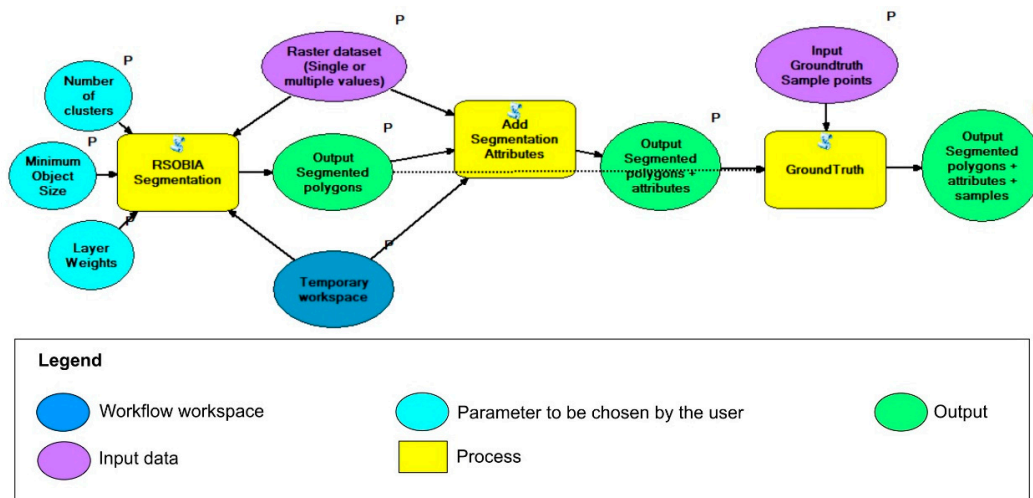 P
Number
of
clusters
P
Minimum
Object
Size
P
Layer
Weights
RSOBIA
Segmentation
P
Raster dataset
(Single or
multiple values)
P
Output
Segmented
polygons
P
Temporary
workspace
Add
Segmentation
Attributes
P
Output
Segmented
polygons +
attributes
P
Input
Groundtruth
Sample points
GroundTruth
P
Output
Segmented
polygons +
attributes +
samples
Legend
Workflow workspace
Parameter to be chosen by the user
Output
Input data
Process